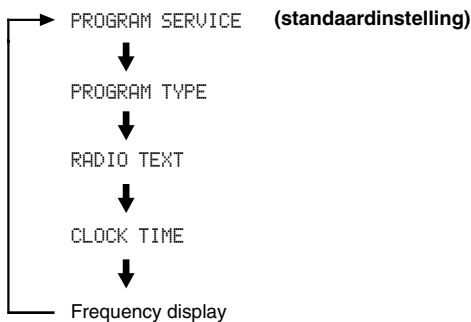 PROGRAM SERVICE (standaardinstelling)
PROGRAM TYPE
RADIO TEXT
CLOCK TIME
Frequency display